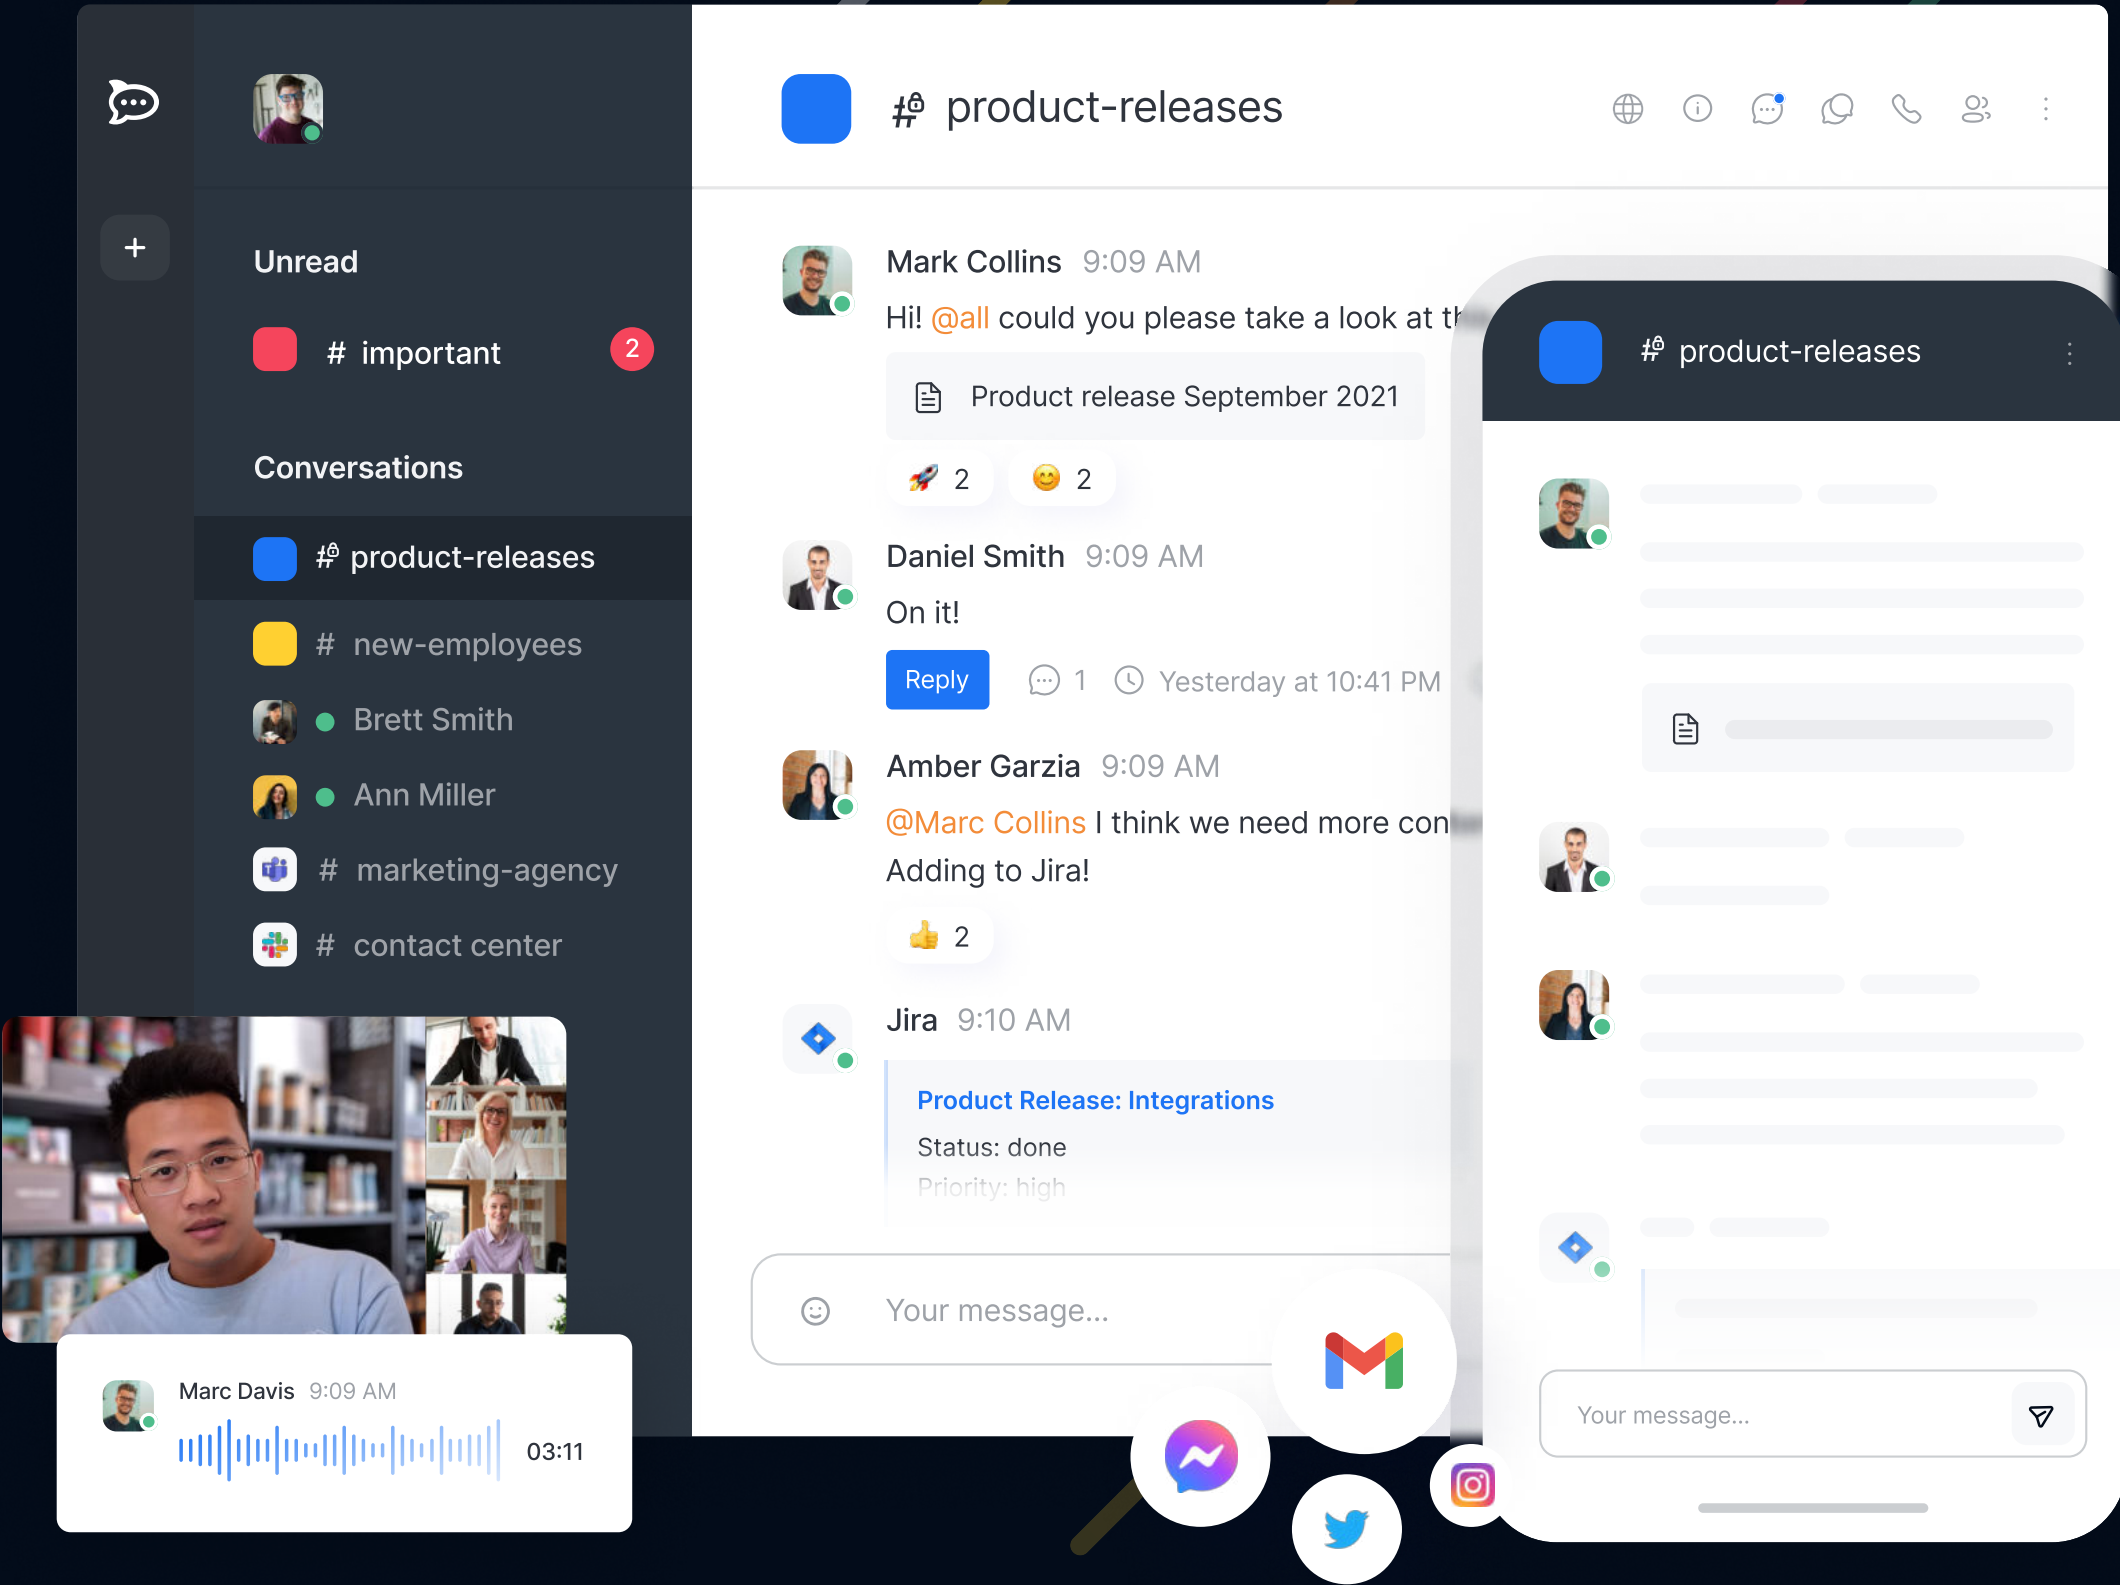 Unread
# important 2
Conversations
# product-releases
# new-employees
Brett Smith
Ann Miller
# marketing-agency
# contact center
Marc Davis 9:09 AM
03:11
# product-releases
Mark Collins 9:09 AM
Hi! @all could you please take a look at
Product release September 2021
🚀 2 😊 2
Daniel Smith 9:09 AM
On it!
Reply 1 Yesterday at 10:41 PM
Amber Garzia 9:09 AM
@Marc Collins I think we need more
Adding to Jira!
👍 2
Jira 9:10 AM
Product Release: Integrations
Status: done
Priority: high
Your message...
# product-releases
Your message...